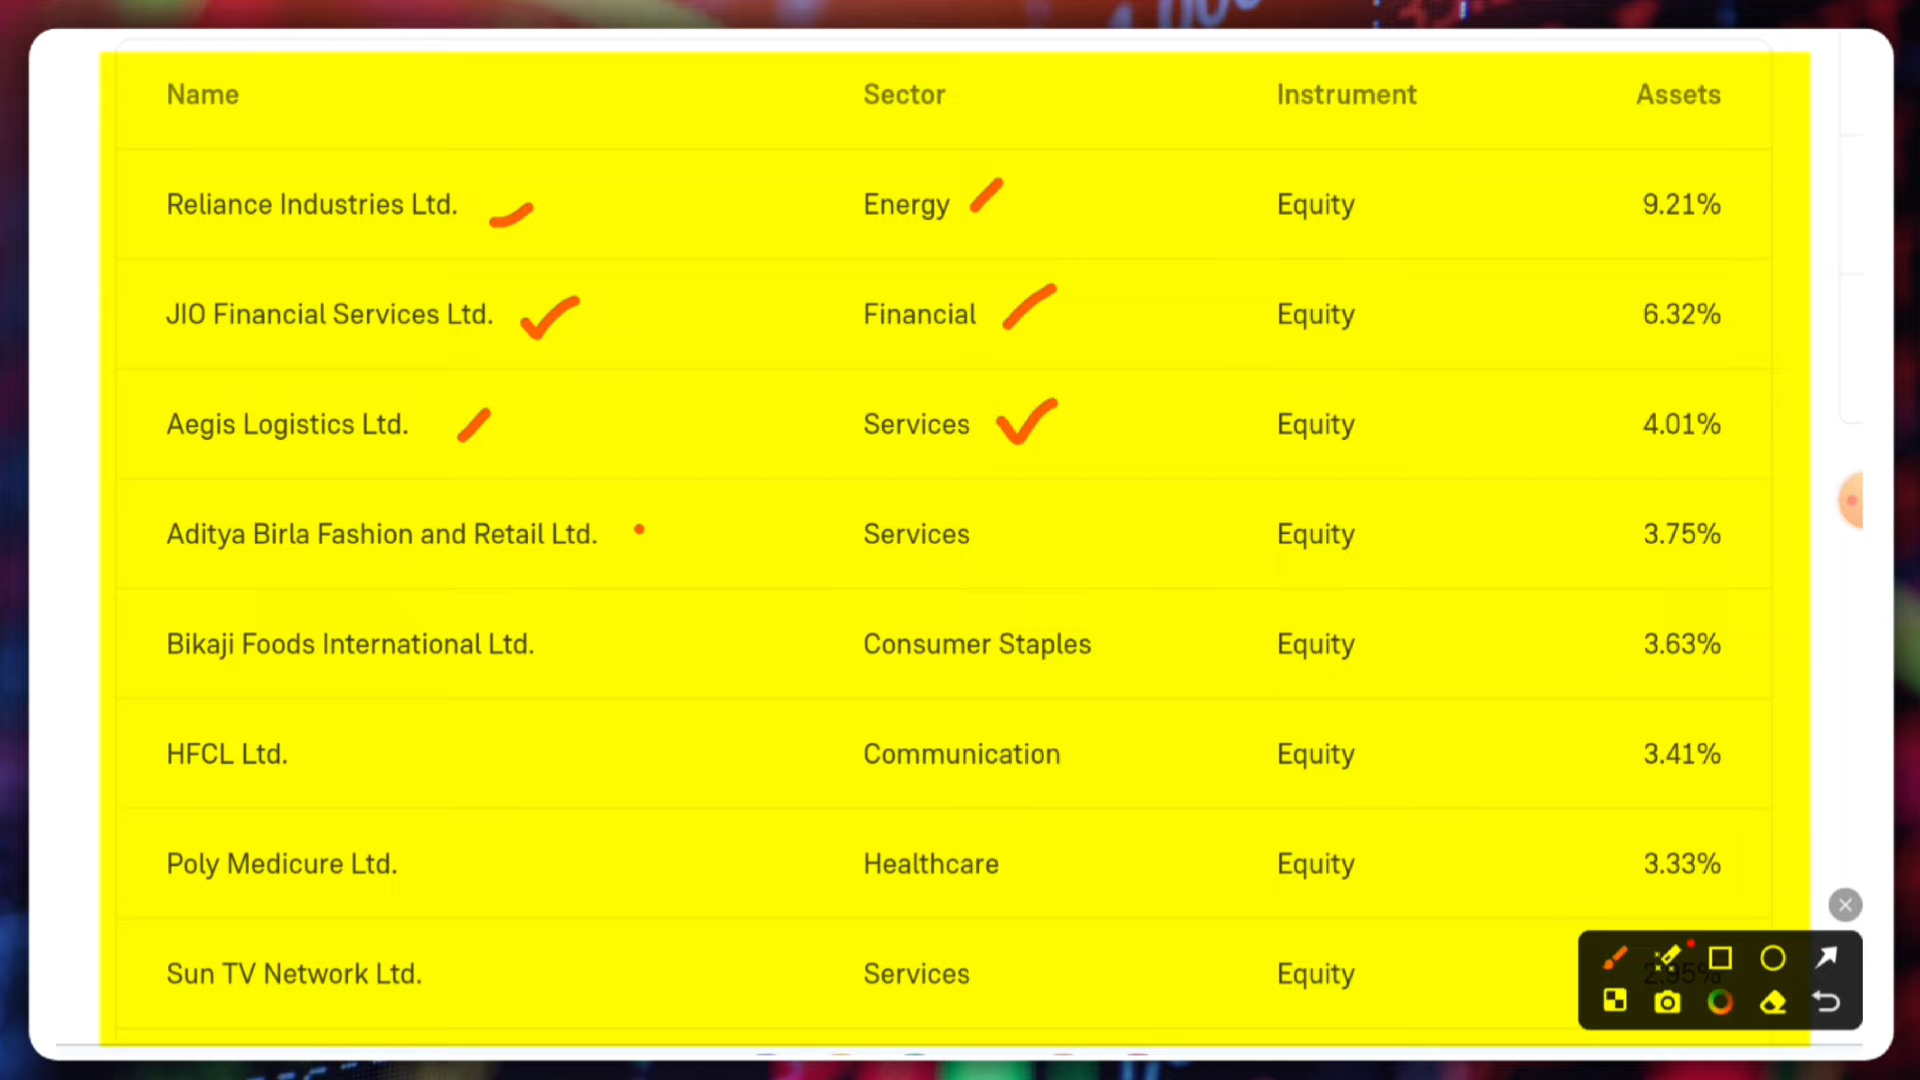 Name Sector Instrument Assets
Reliance Industries Ltd. Energy Equity 9.21%
JIO Financial Services Ltd. Financial Equity 6.32%
Aegis Logistics Ltd. Services Equity 4.01%
Aditya Birla Fashion and Retail Ltd. Services Equity 3.75%
Bikaji Foods International Ltd. Consumer Staples Equity 3.63%
HFCL Ltd. Communication Equity 3.41%
Poly Medicure Ltd. Healthcare Equity 3.33%
Sun TV Network Ltd. Services Equity 2.95%